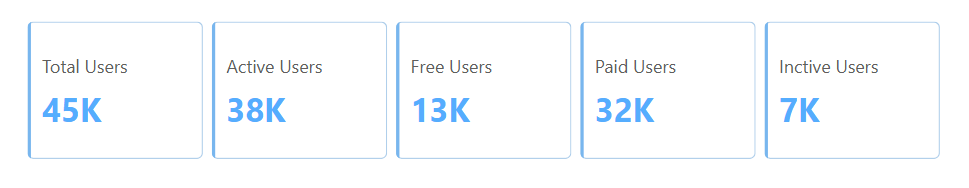 Total Users
45K
Active Users
38K
Free Users
13K
Paid Users
32K
Inctive Users
7K